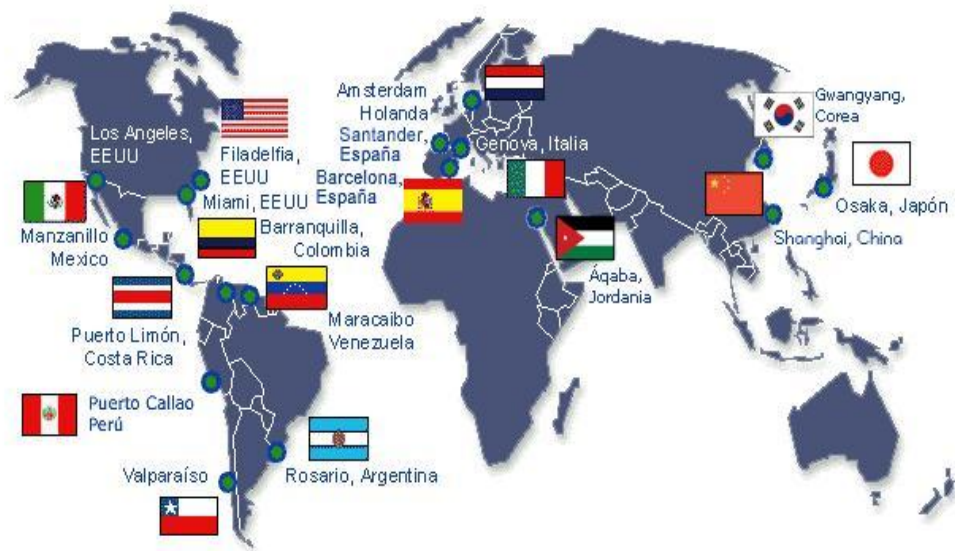 Amsterdam
Holanda
Gwangyang,
Corea
Los Angeles,
EEUU
Filadelfia,
EEUU
Santander,
España
Genova, Italia
Barcelona,
España
Miami, EEUU
Osaka, Japón
Manzanillo
Mexico
Barranquilla,
Colombia
Shanghai, China
Áqaba,
Jordania
Puerto Limón,
Costa Rica
Maracaibo
Venezuela
Puerto Callao
Perú
Valparaíso
Rosario, Argentina